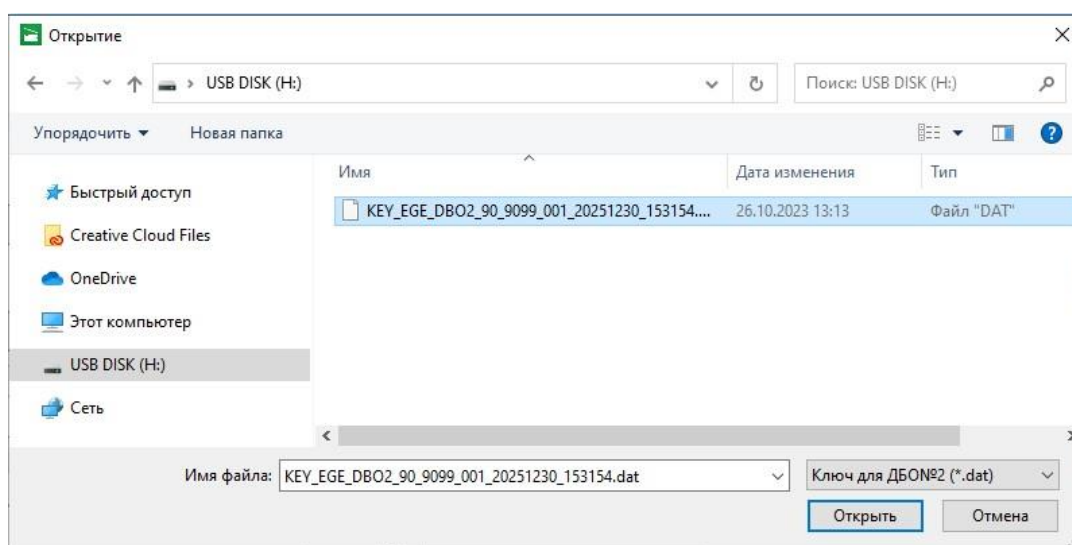 Открытие
USB DISK (H:)
Поиск: USB DISK (H:)
Упорядочить
Новая папка
Имя
Дата изменения
Тип
KEY_EGE_DBO2_90_9099_001_20251230_153154....
26.10.2023 13:13
Файл "DAT"
Быстрый доступ
Creative Cloud Files
OneDrive
Этот компьютер
USB DISK (H:)
Сеть
Имя файла: KEY_EGE_DBO2_90_9099_001_20251230_153154.dat
Ключ для ДБО№2 (*.dat)
Открыть
Отмена